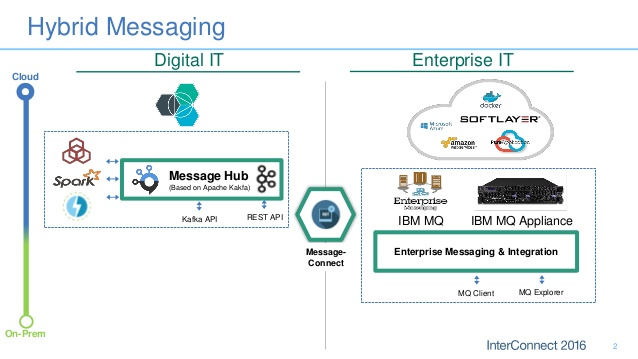 Hybrid Messaging
Digital IT
Enterprise IT
Cloud
docker
SOFTLAYER
Microsoft
Azure
amazon
Message Hub
(Based on Apache Kakfa)
Spark
Kafka API
REST API
Enterprise
Messaging
IBM MQ
IBM MQ Appliance
Message-
Connect
Enterprise Messaging & Integration
MQ Client
MQ Explorer
On-Prem
InterConnect 2016
2